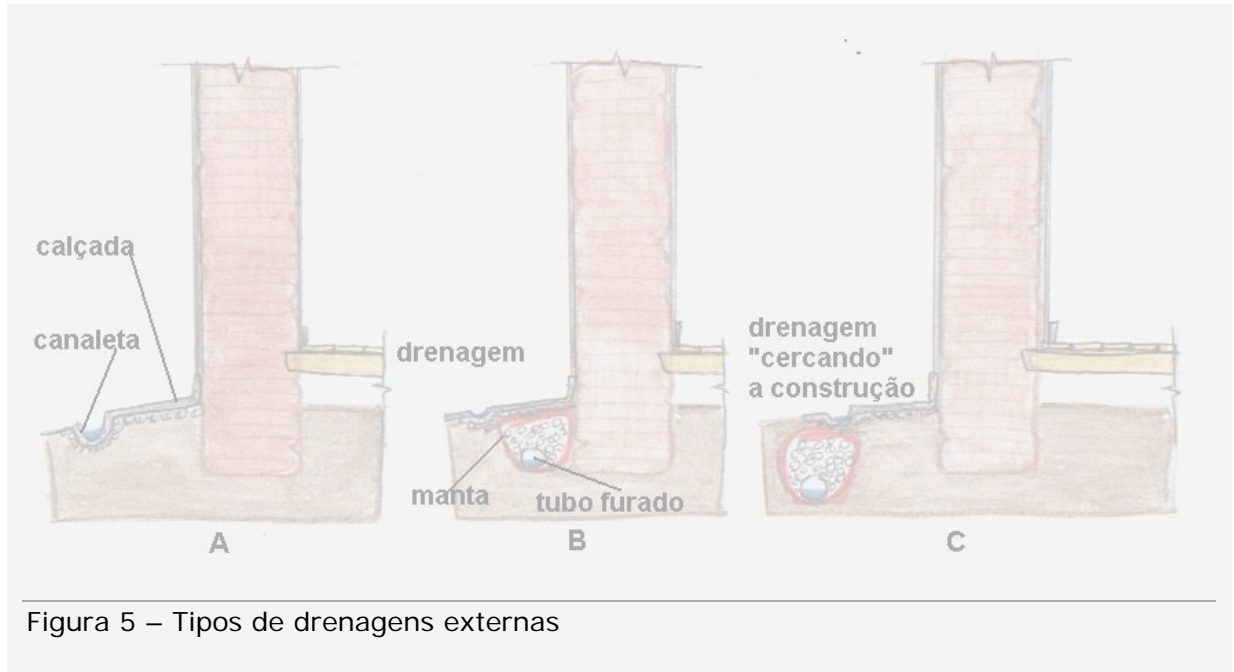 calçada
canaleta
drenagem
manta
tubo furado
drenagem
"cercando"
a construção
A
B
C
Figura 5 – Tipos de drenagens externas